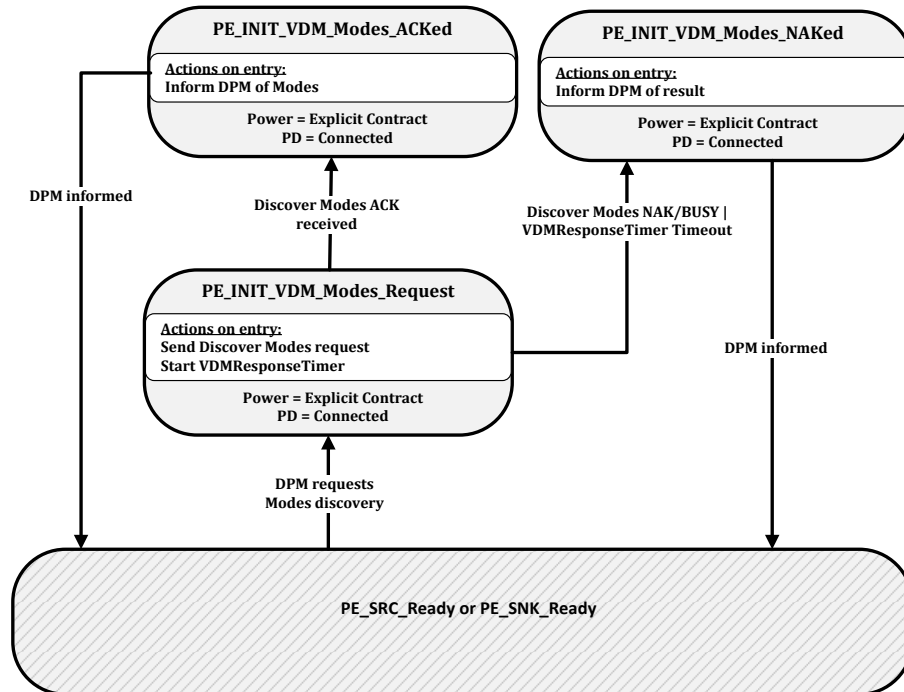 PE_INIT_VDM_Modes_ACKed
Actions on entry:
Inform DPM of Modes
Power = Explicit Contract
PD = Connected
PE_INIT_VDM_Modes_NAKed
Actions on entry:
Inform DPM of result
Power = Explicit Contract
PD = Connected
DPM informed
Discover Modes ACK
received
Discover Modes NAK/BUSY |
VDMResponseTimer Timeout
PE_INIT_VDM_Modes_Request
Actions on entry:
Send Discover Modes request
Start VDMResponseTimer
Power = Explicit Contract
PD = Connected
DPM informed
DPM requests
Modes discovery
PE_SRC_Ready or PE_SNK_Ready